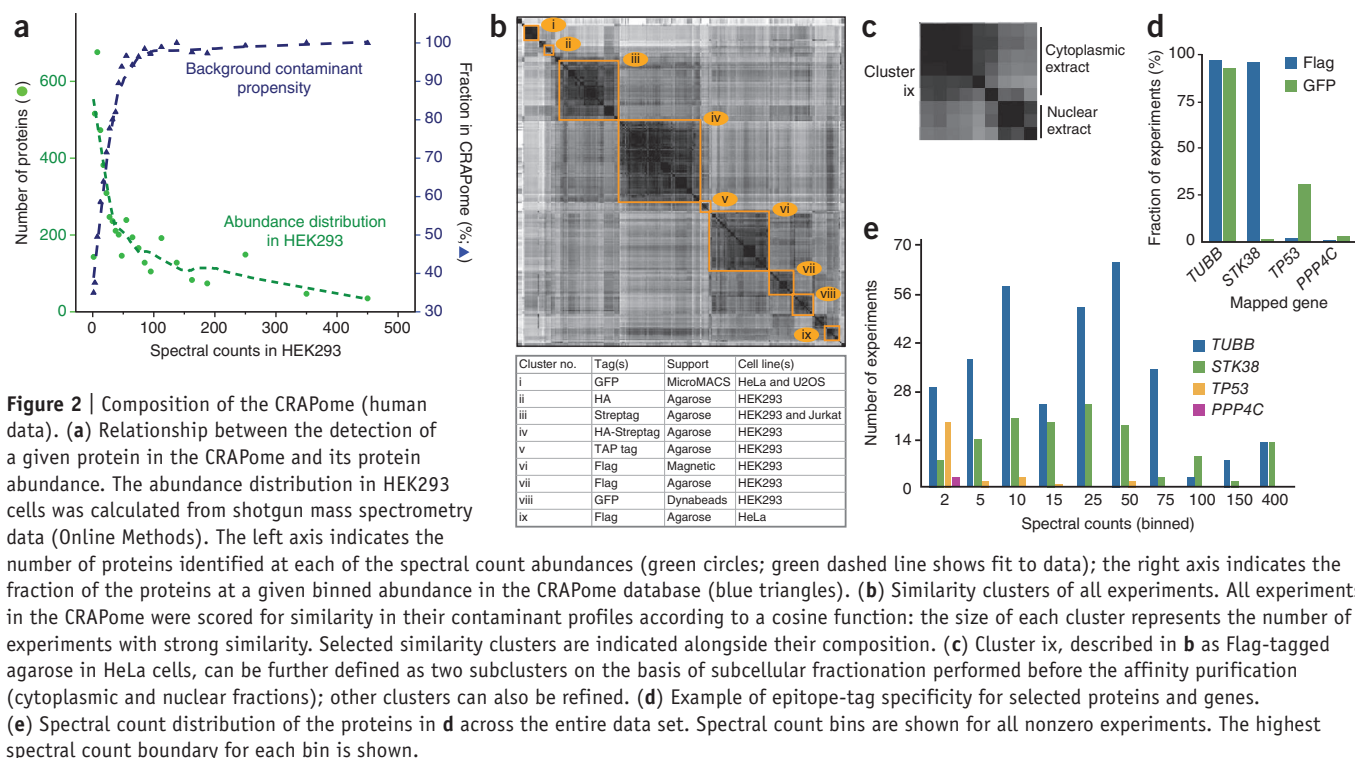 a
Number of proteins ( )
600
400
200
0
100
90
80
70
60
50
40
30
Fraction in CRAPome (%; )
Background contaminant
propensity
Abundance distribution
in HEK293
0 100 200 300 400 500
Spectral counts in HEK293
b
i
ii
iii
iv
v
vi
vii
viii
ix
Cluster no. Tag(s) Support Cell line(s)
i GFP MicroMACS HeLa and U2OS
ii HA Agarose HEK293
iii Streptag Agarose HEK293 and Jurkat
iv HA-Streptag Agarose HEK293
v TAP tag Agarose HEK293
vi Flag Magnetic HEK293
vii Flag Agarose HEK293
viii GFP Dynabeads HEK293
ix Flag Agarose HeLa
c
Cluster
ix
Cytoplasmic
extract
Nuclear
extract
d
Fraction of experiments (%)
100
75
50
25
0
Flag
GFP
TUBB STK38 TP53 PPP4C
Mapped gene
e
Number of experiments
70
56
42
28
14
0
TUBB
STK38
TP53
PPP4C
2 5 10 15 25 50 75 100 150 400
Spectral counts (binned)
Figure 2 | Composition of the CRAPome (human
data). (a) Relationship between the detection of
a given protein in the CRAPome and its protein
abundance. The abundance distribution in HEK293
cells was calculated from shotgun mass spectrometry
data (Online Methods). The left axis indicates the
number of proteins identified at each of the spectral count abundances (green circles; green dashed line shows fit to data); the right axis indicates the
fraction of the proteins at a given binned abundance in the CRAPome database (blue triangles). (b) Similarity clusters of all experiments. All experiments
in the CRAPome were scored for similarity in their contaminant profiles according to a cosine function: the size of each cluster represents the number of
experiments with strong similarity. Selected similarity clusters are indicated alongside their composition. (c) Cluster ix, described in b as Flag-tagged
agarose in HeLa cells, can be further defined as two subclusters on the basis of subcellular fractionation performed before the affinity purification
(cytoplasmic and nuclear fractions); other clusters can also be refined. (d) Example of epitope-tag specificity for selected proteins and genes.
(e) Spectral count distribution of the proteins in d across the entire data set. Spectral count bins are shown for all nonzero experiments. The highest
spectral count boundary for each bin is shown.